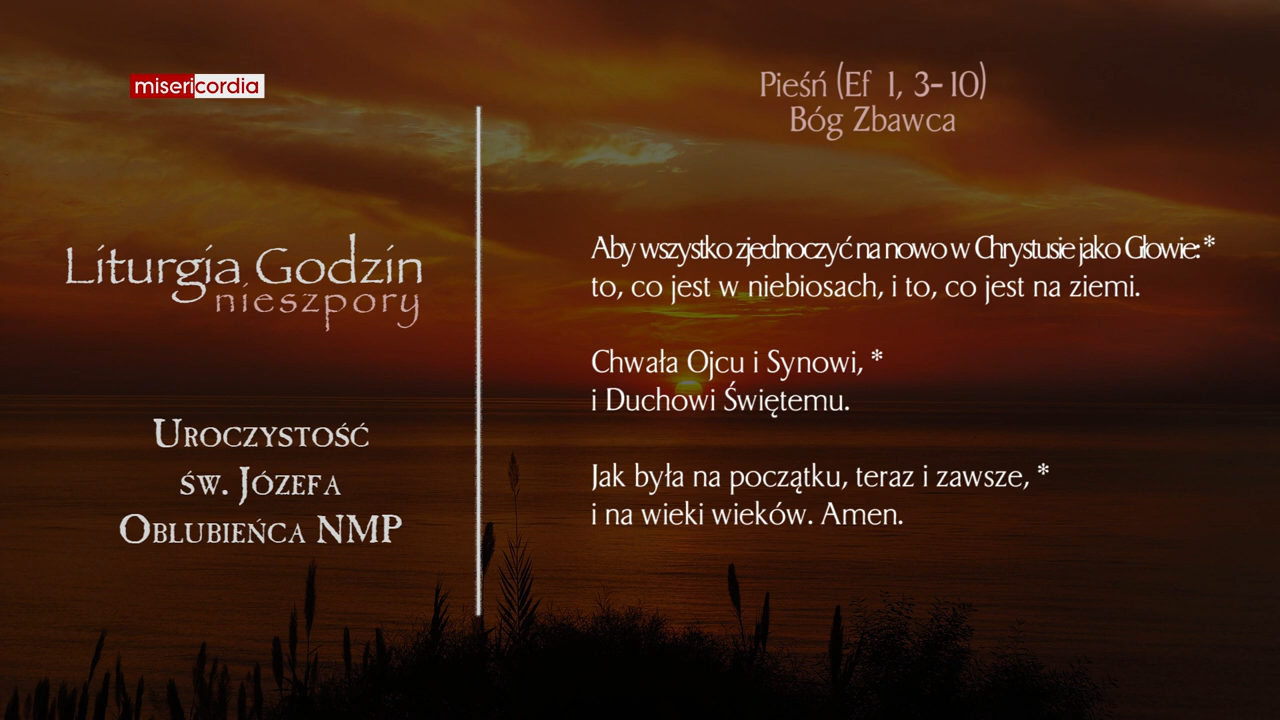 misericordia
Liturgia Godzin
nieszpory
Uroczystość
św. Józefa
Oblubieńca NMP
Pieśń (Ef 1, 3-10)
Bóg Zbawca
Aby wszystko zjednoczyć na nowo w Chrystusie jako Głowie: *
to, co jest w niebiosach, i to, co jest na ziemi.
Chwała Ojcu i Synowi, *
i Duchowi Świętemu.
Jak była na początku, teraz i zawsze, *
i na wieki wieków. Amen.